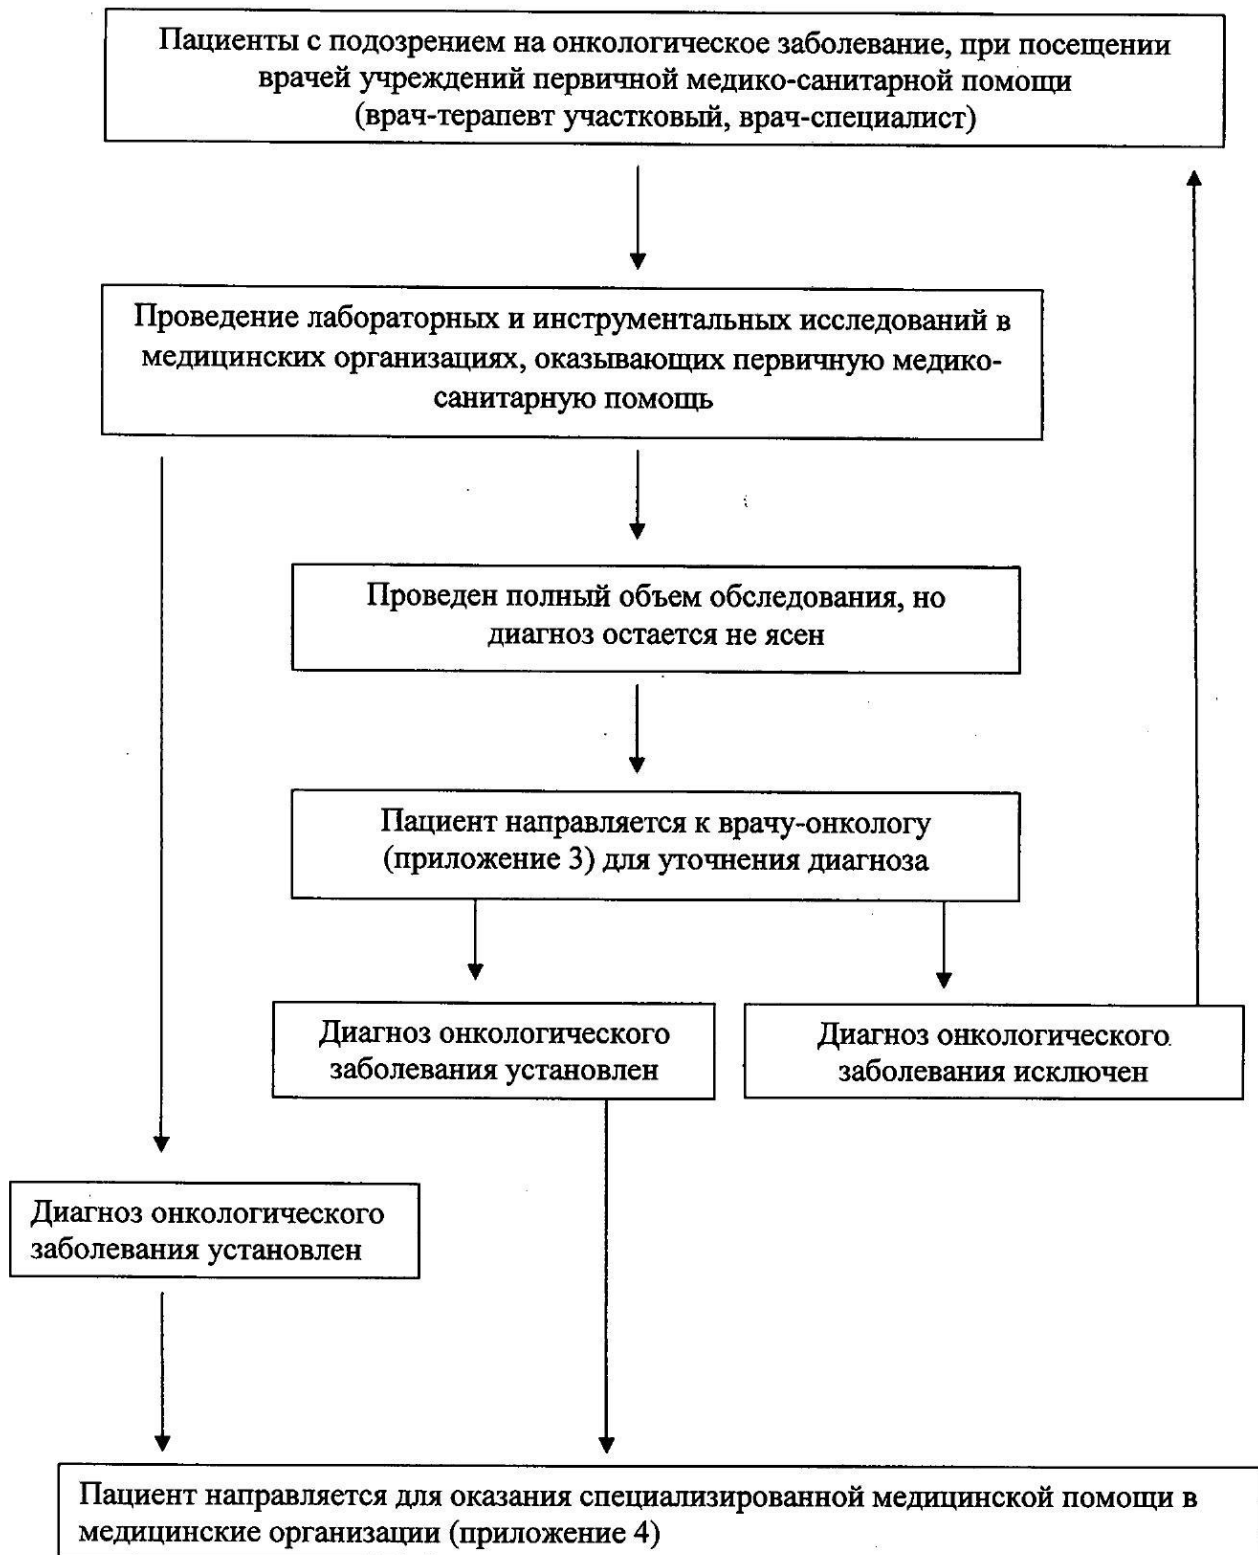 Пациенты с подозрением на онкологическое заболевание, при посещении
врачей учреждений первичной медико-санитарной помощи
(врач-терапевт участковый, врач-специалист)
Проведение лабораторных и инструментальных исследований в
медицинских организациях, оказывающих первичную медико-
санитарную помощь
Проведен полный объем обследования, но
диагноз остается не ясен
Пациент направляется к врачу-онкологу
(приложение 3) для уточнения диагноза
Диагноз онкологического
заболевания установлен
Диагноз онкологического
заболевания исключен
Диагноз онкологического
заболевания установлен
Пациент направляется для оказания специализированной медицинской помощи в
медицинские организации (приложение 4)